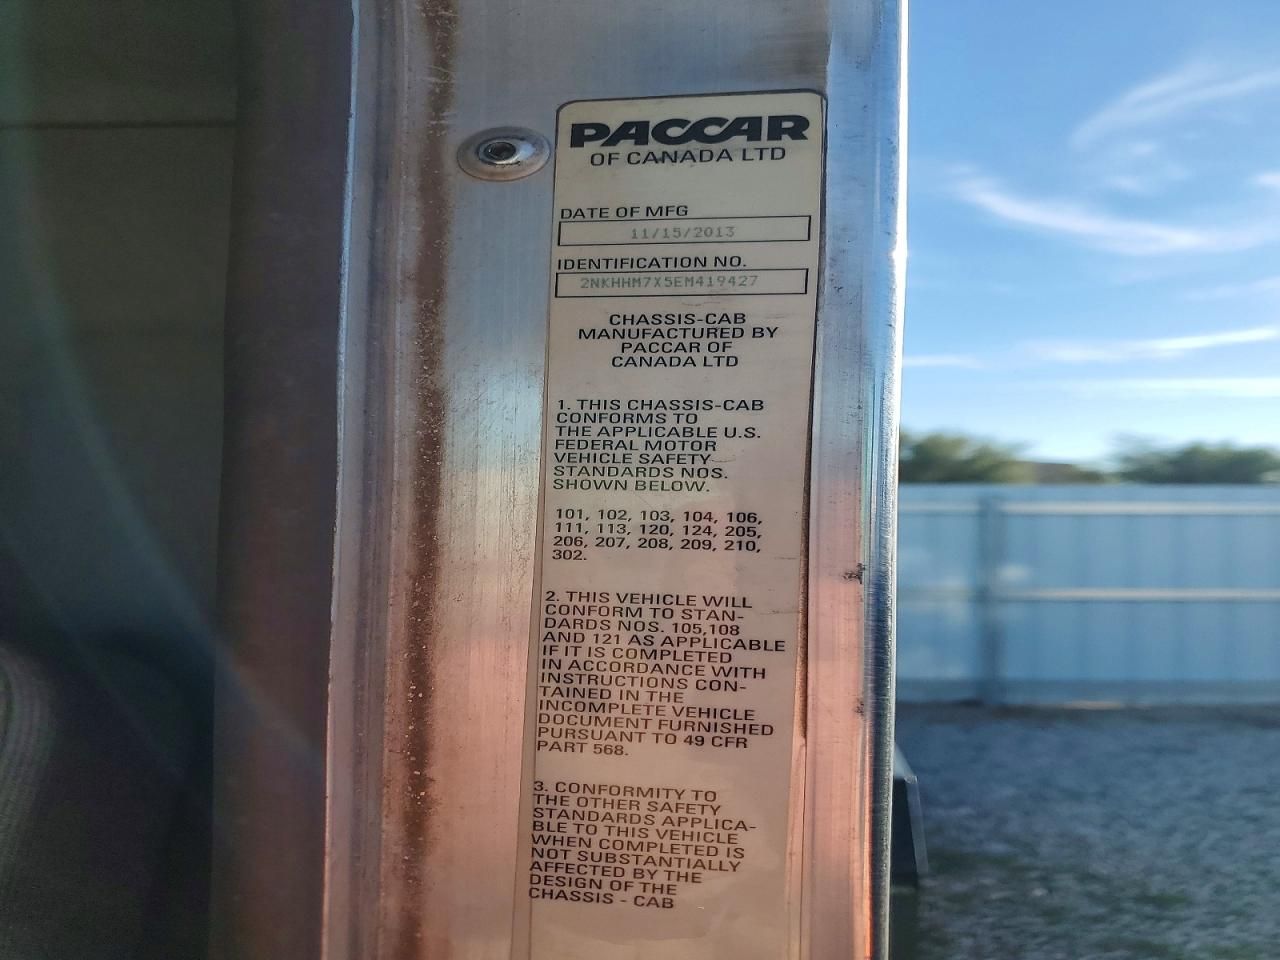 PACCAR
OF CANADA LTD
DATE OF MFG
11/15/2013
IDENTIFICATION NO.
2NKHHM7X5EM419427
CHASSIS-CAB
MANUFACTURED BY
PACCAR OF
CANADA LTD
1. THIS CHASSIS-CAB
CONFORMS TO
THE APPLICABLE U.S.
FEDERAL MOTOR
VEHICLE SAFETY
STANDARDS NOS.
SHOWN BELOW.
101, 102, 103, 104, 106,
111, 113, 120, 124, 205,
206, 207, 208, 209, 210,
302.
2. THIS VEHICLE WILL
CONFORM TO STAN-
DARDS NOS. 105,108
AND 121 AS APPLICABLE
IF IT IS COMPLETED
IN ACCORDANCE WITH
INSTRUCTIONS CON-
TAINED IN THE
INCOMPLETE VEHICLE
DOCUMENT FURNISHED
PURSUANT TO 49 CFR
PART 568.
3. CONFORMITY TO
THE OTHER SAFETY
STANDARDS APPLICA-
BLE TO THIS VEHICLE
WHEN COMPLETED IS
NOT SUBSTANTIALLY
AFFECTED BY THE
DESIGN OF THE
CHASSIS - CAB